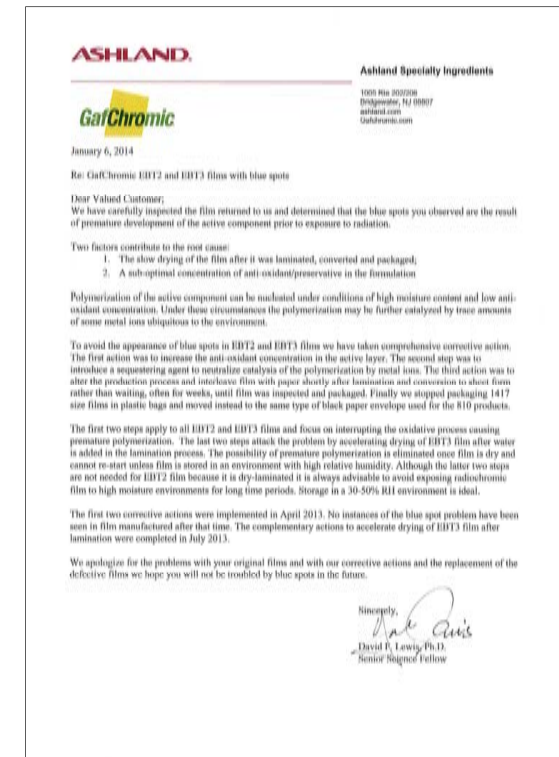 ASHLAND.
Ashland Specialty Ingredients
1005 Rte 202/206
Bridgewater, NJ 08807
ashland.com
Gafchromic.com
GafChromic
January 6, 2014
Re: GafChromic EBT2 and EBT3 films with blue spots
Dear Valued Customer;
We have carefully inspected the film returned to us and determined that the blue spots you observed are the result
of premature development of the active component prior to exposure to radiation.
Two factors contribute to the root cause:
1. The slow drying of the film after it was laminated, converted and packaged;
2. A sub-optimal concentration of anti-oxidant/preservative in the formulation
Polymerization of the active component can be nucleated under conditions of high moisture content and low anti-
oxidant concentration. Under these circumstances the polymerization may be further catalyzed by trace amounts
of some metal ions ubiquitous to the environment.
To avoid the appearance of blue spots in EBT2 and EBT3 films we have taken comprehensive corrective action.
The first action was to increase the anti-oxidant concentration in the active layer. The second step was to
introduce a sequestering agent to neutralize catalysis of the polymerization by metal ions. The third action was to
alter the production process and interleave film with paper shortly after lamination and conversion to sheet form
rather than waiting, often for weeks, until film was inspected and packaged. Finally we stopped packaging 1417
size films in plastic bags and moved instead to the same type of black paper envelope used for the 810 products.
The first two steps apply to all EBT2 and EBT3 films and focus on interrupting the oxidative process causing
premature polymerization. The last two steps attack the problem by accelerating drying of EBT3 film after water
is added in the lamination process. The possibility of premature polymerization is eliminated once film is dry and
cannot re-start unless film is stored in an environment with high relative humidity. Although the latter two steps
are not needed for EBT2 film because it is dry-laminated it is always advisable to avoid exposing radiochromic
film to high moisture environments for long time periods. Storage in a 30-50% RH environment is ideal.
The first two corrective actions were implemented in April 2013. No instances of the blue spot problem have been
seen in film manufactured after that time. The complementary actions to accelerate drying of EBT3 film after
lamination were completed in July 2013.
We apologize for the problems with your original films and with our corrective actions and the replacement of the
defective films we hope you will not be troubled by blue spots in the future.
Sincerely,
David F. Lewis, Ph.D.
Senior Science Fellow